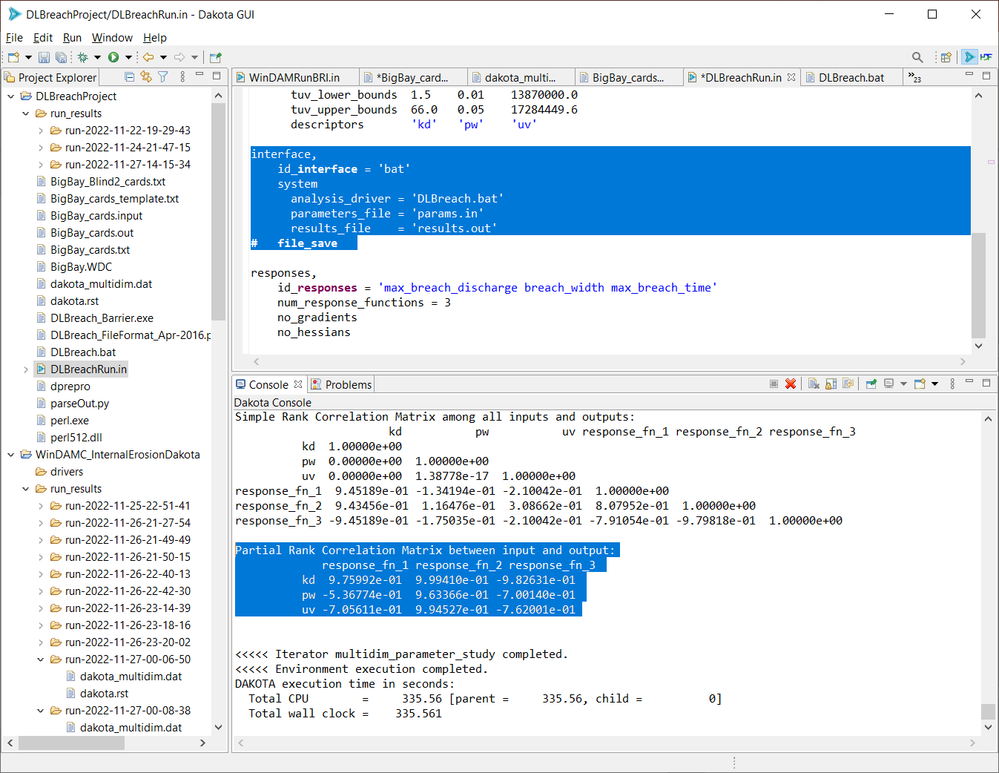 DLBreachProject/DLBreachRun.in - Dakota GUI
File Edit Run Window Help
Project Explorer
DLBreachProject
run_results
run-2022-11-22-19-29-43
run-2022-11-24-21-47-15
run-2022-11-27-14-15-34
BigBay_Blind2_cards.txt
BigBay_cards_template.txt
BigBay_cards.input
BigBay_cards.out
BigBay_cards.txt
BigBay.WDC
dakota_multidim.dat
dakota.rst
DLBreach_Barrier.exe
DLBreach_FileFormat_Apr-2016.p
DLBreach.bat
DLBreachRun.in
dprepro
parseOut.py
perl.exe
perl512.dll
WinDAMC_InternalErosionDakota
drivers
run_results
run-2022-11-25-22-51-41
run-2022-11-26-21-27-54
run-2022-11-26-21-49-49
run-2022-11-26-21-50-15
run-2022-11-26-22-40-13
run-2022-11-26-22-42-30
run-2022-11-26-23-14-39
run-2022-11-26-23-18-16
run-2022-11-26-23-20-02
run-2022-11-27-00-06-50
dakota_multidim.dat
dakota.rst
run-2022-11-27-00-08-38
dakota_multidim.dat
WinDAMRunBRI.in *BigBay_card... dakota_multi... BigBay_cards... *DLBreachRun.in DLBreach.bat »23
tuv_lower_bounds 1.5 0.01 13870000.0
tuv_upper_bounds 66.0 0.05 17284449.6
descriptors 'kd' 'pw' 'uv'
interface,
id_interface = 'bat'
system
analysis_driver = 'DLBreach.bat'
parameters_file = 'params.in'
results_file = 'results.out'
# file_save
responses,
id_responses = 'max_breach_discharge breach_width max_breach_time'
num_response_functions = 3
no_gradients
no_hessians
Console Problems
Dakota Console
Simple Rank Correlation Matrix among all inputs and outputs:
kd pw uv response_fn_1 response_fn_2 response_fn_3
kd 1.00000e+00
pw 0.00000e+00 1.00000e+00
uv 0.00000e+00 1.38778e-17 1.00000e+00
response_fn_1 9.45189e-01 -1.34194e-01 -2.10042e-01 1.00000e+00
response_fn_2 9.43456e-01 1.16476e-01 3.08662e-01 8.07952e-01 1.00000e+00
response_fn_3 -9.45189e-01 -1.75035e-01 -2.10042e-01 -7.91054e-01 -9.79818e-01 1.00000e+00
Partial Rank Correlation Matrix between input and output:
response_fn_1 response_fn_2 response_fn_3
kd 9.75992e-01 9.99410e-01 -9.82631e-01
pw -5.36774e-01 9.63366e-01 -7.00140e-01
uv -7.05611e-01 9.94527e-01 -7.62001e-01
<<<<< Iterator multidim_parameter_study completed.
<<<<< Environment execution completed.
DAKOTA execution time in seconds:
Total CPU = 335.56 [parent = 335.56, child = 0]
Total wall clock = 335.561